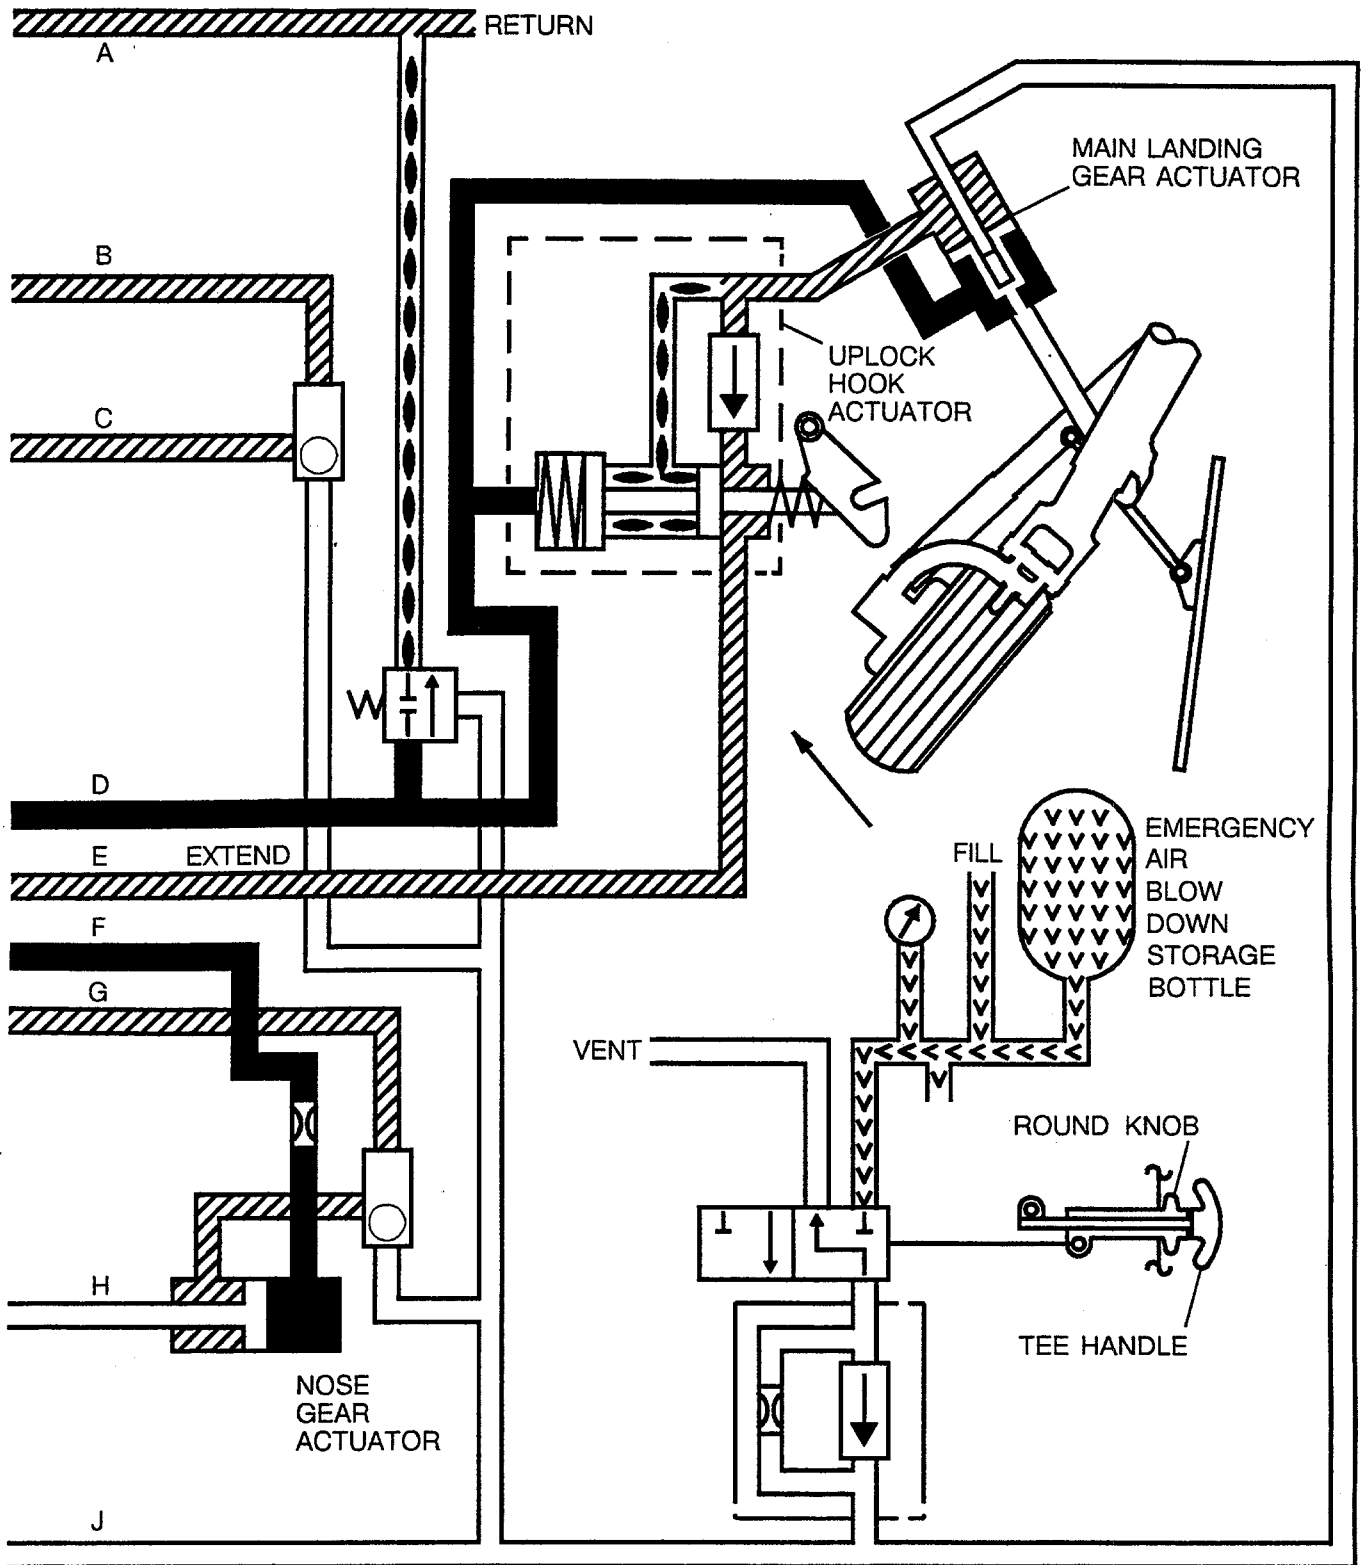 RETURN
A
MAIN LANDING
GEAR ACTUATOR
B
UPLOCK
HOOK
ACTUATOR
C
D
E
EXTEND
F
G
FILL
EMERGENCY
AIR
BLOW
DOWN
STORAGE
BOTTLE
VENT
ROUND KNOB
TEE HANDLE
H
NOSE
GEAR
ACTUATOR
J